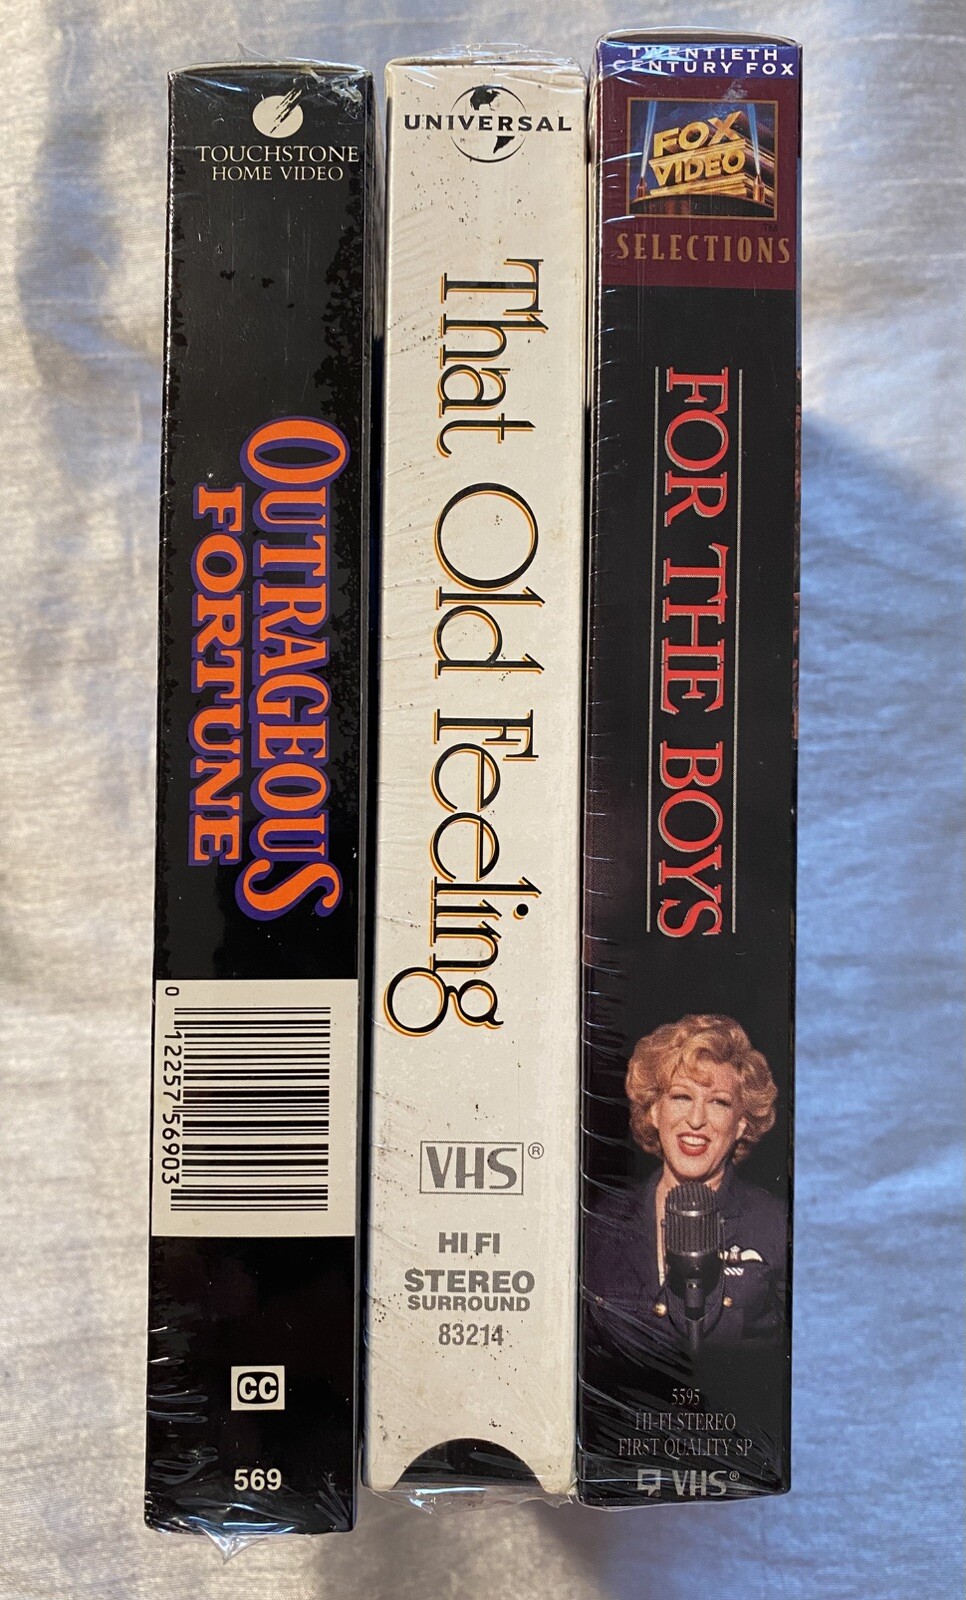 TOUCHSTONE
HOME VIDEO
OUTRAGEOUS
FORTUNE
0 12257 56903
CC
569
UNIVERSAL
That Old Feeling
VHS®
HI FI
STEREO
SURROUND
83214
TWENTIETH
CENTURY FOX
FOX
VIDEO
TM
SELECTIONS
FOR THE BOYS
5595
HI-FI STEREO
FIRST QUALITY SP
VHS®